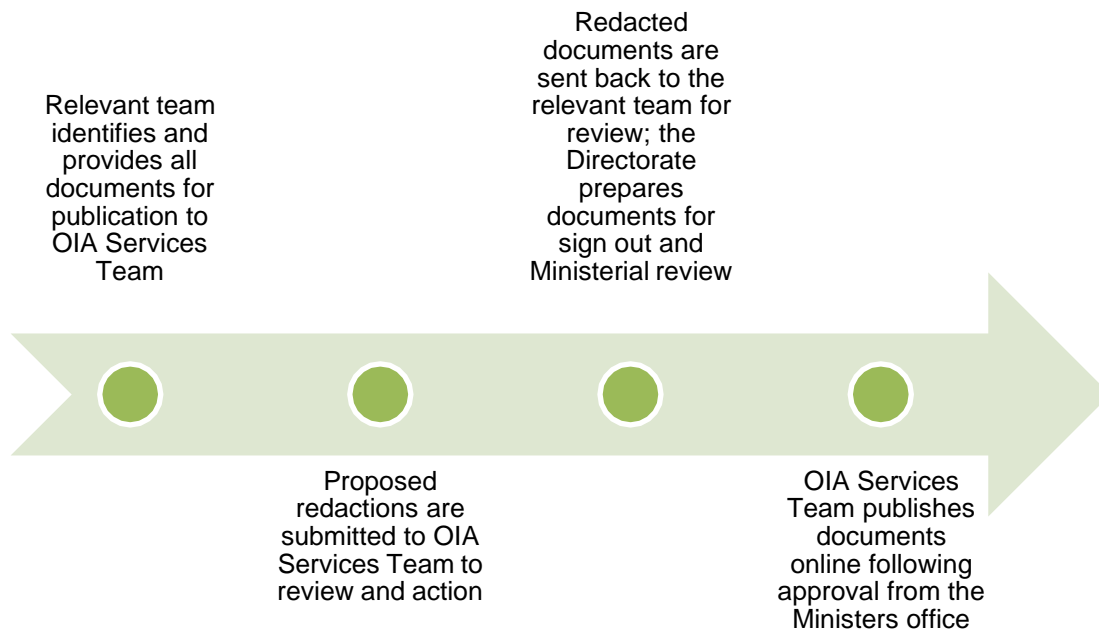 Relevant team
identifies and
provides all
documents for
publication to
OIA Services
Team
Proposed
redactions are
submitted to OIA
Services Team to
review and action
Redacted
documents are
sent back to the
relevant team for
review; the
Directorate
prepares
documents for
sign out and
Ministerial review
OIA Services
Team publishes
documents
online following
approval from the
Ministers office